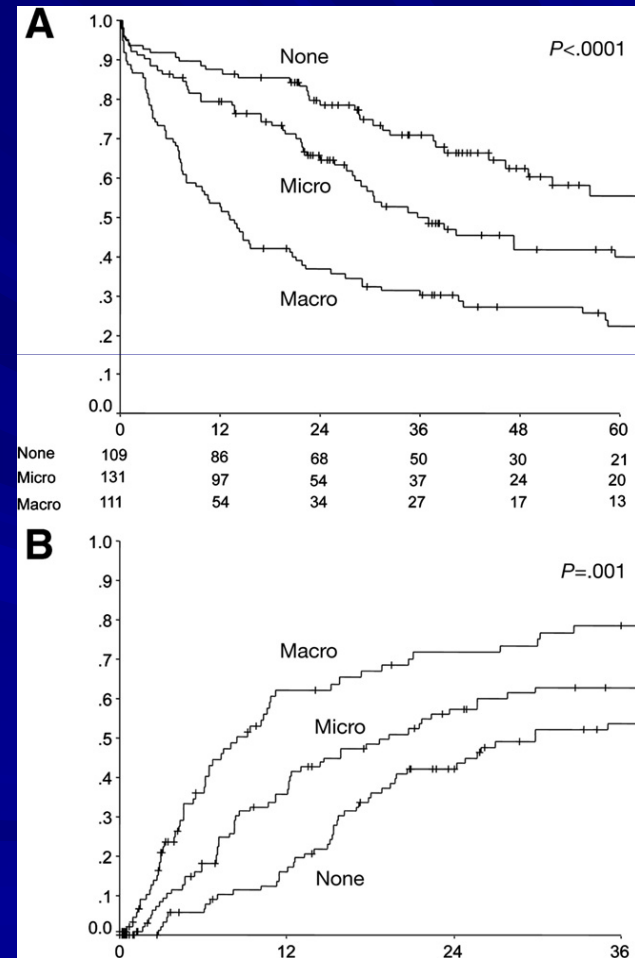 A
1.0
None
P<.0001
.9
.8
.7
.6
Micro
.5
.4
Macro
.3
.2
.1
0.0
0 12 24 36 48 60
None 109 86 68 50 30 21
Micro 131 97 54 37 24 20
Macro 111 54 34 27 17 13
B
1.0
P=.001
.9
.8
Macro
.7
.6
Micro
.5
.4
.3
None
.2
.1
0.0
0 12 24 36